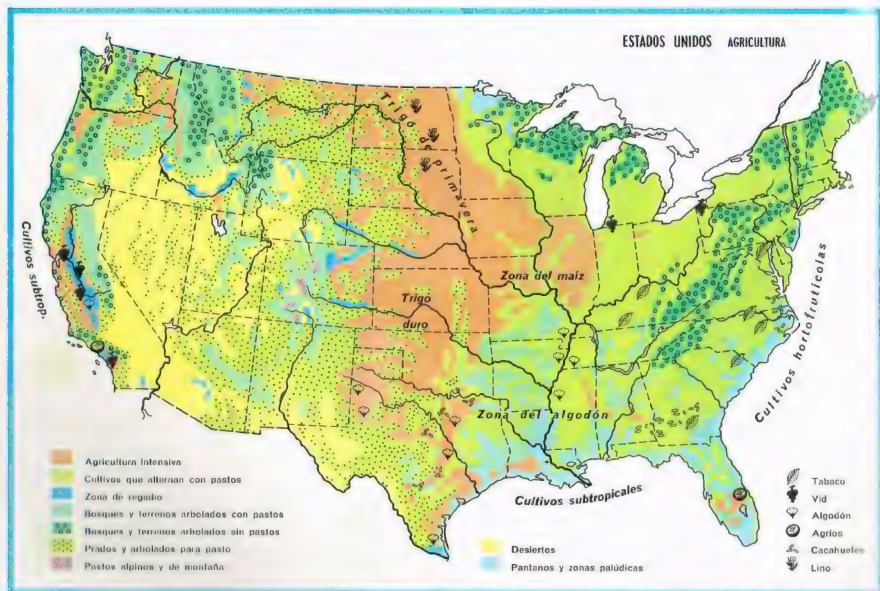 ESTADOS UNIDOS AGRICULTURA
Trigo de primavera
Cultivos subtrop.
Zona del maíz
Trigo
duro
Cultivos hortofrutícolas
Zona del algodón
Cultivos subtropicales
Agricultura intensiva
Cultivos que alternan con pastos
Zona de regadío
Bosques y terrenos arbolados con pastos
Bosques y terrenos arbolados sin pastos
Prados y arbolados para pasto
Pastos alpinos y de montaña
Desiertos
Pantanos y zonas palúdicas
Tabaco
Vid
Algodón
Agrios
Cacahuetes
Lino